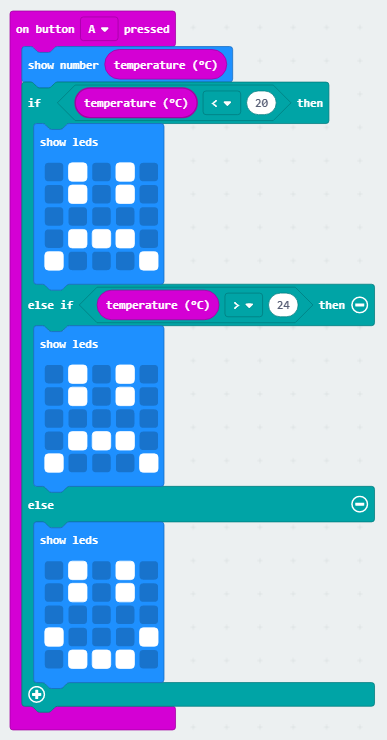 on button A pressed
show number temperature (°C)
if temperature (°C) < 20 then
show leds
else if temperature (°C) > 24 then
show leds
else
show leds